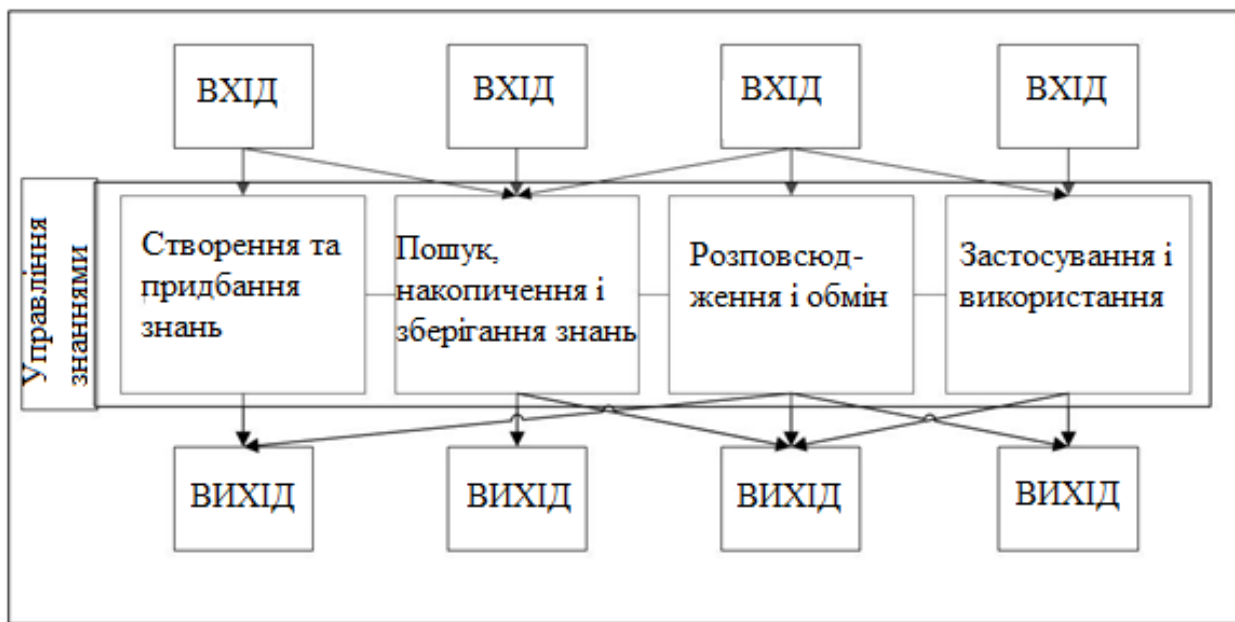 ВХІД
ВХІД
ВХІД
ВХІД
Управління
знаннями
Створення та
придбання
знань
Пошук,
накопичення і
зберігання знань
Розповсюд-
ження і обмін
Застосування і
використання
ВИХІД
ВИХІД
ВИХІД
ВИХІД